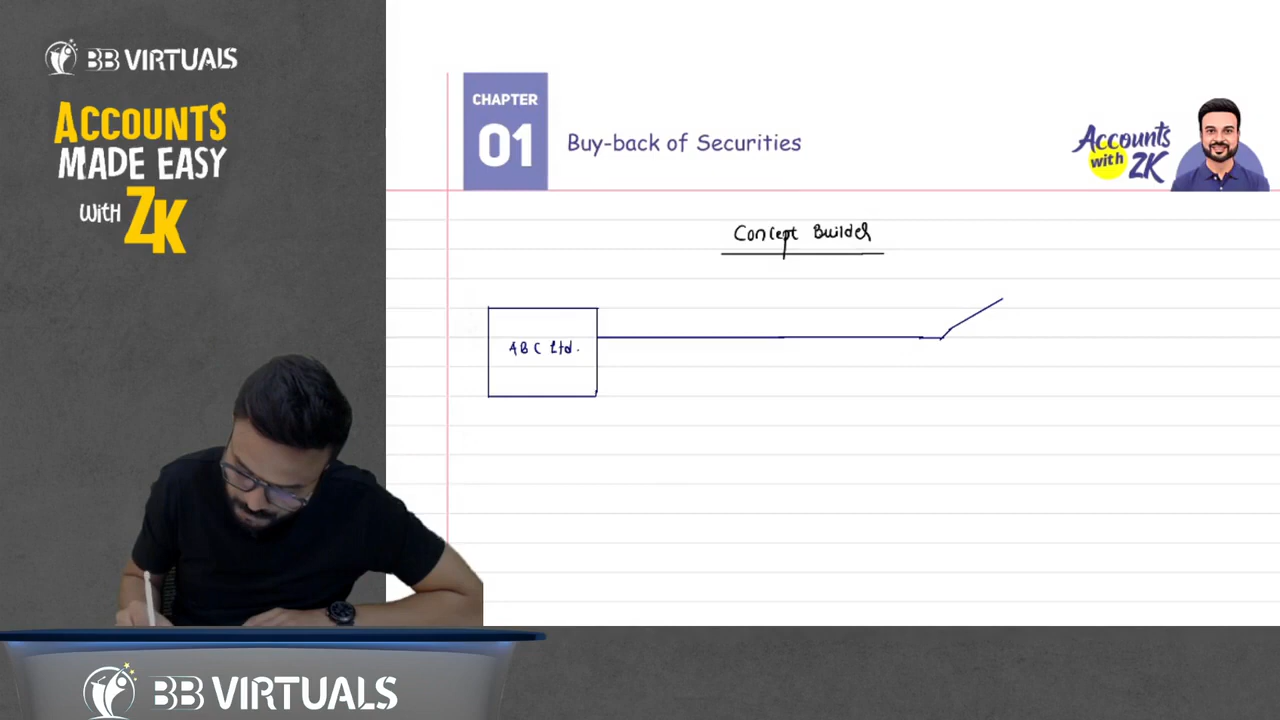 BB VIRTUALS
ACCOUNTS
MADE EASY
with ZK
CHAPTER
01
Buy-back of Securities
Accounts
with ZK
Concept Builder
ABC Ltd.
BB VIRTUALS